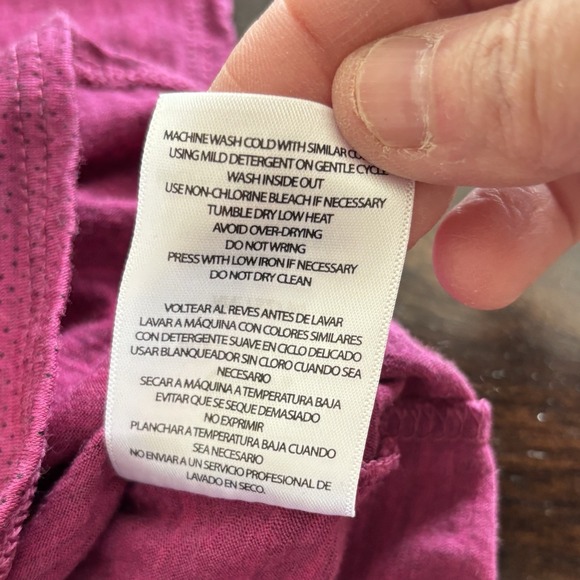 MACHINE WASH COLD WITH SIMILAR
USING MILD DETERGENT ON GENTLE CYCLE
WASH INSIDE OUT
USE NON-CHLORINE BLEACH IF NECESSARY
TUMBLE DRY LOW HEAT
AVOID OVER-DRYING
DO NOT WRING
PRESS WITH LOW IRON IF NECESSARY
DO NOT DRY CLEAN
VOLTEAR AL REVES ANTES DE LAVAR
LAVAR A MÁQUINA CON COLORES SIMILARES
CON DETERGENTE SUAVE EN CICLO DELICADO
USAR BLANQUEADOR SIN CLORO CUANDO SEA
NECESARIO
SECAR A MÁQUINA A TEMPERATURA BAJA
EVITAR QUE SE SEQUE DEMASIADO
NO EXPRIMIR
PLANCHAR A TEMPERATURA BAJA CUANDO
SEA NECESARIO
NO ENVIAR A UN SERVICIO PROFESIONAL DE
LAVADO EN SECO.